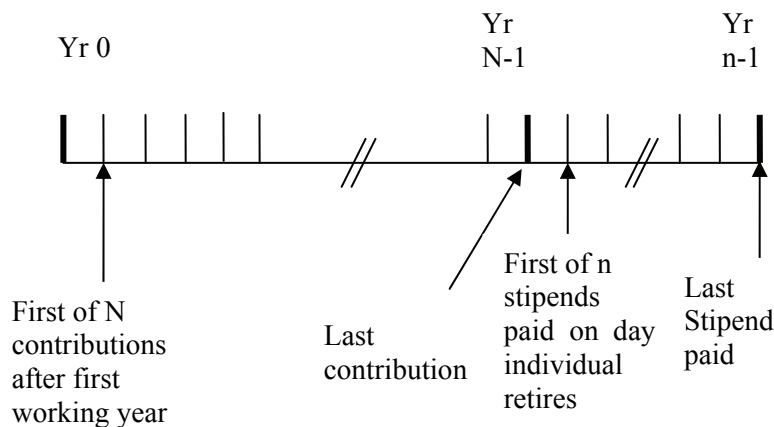 Yr 0
Yr
N-1
Yr
n-1
First of N
contributions
after first
working year
Last
contribution
First of n
stipends
paid on day
individual
retires
Last
Stipend
paid